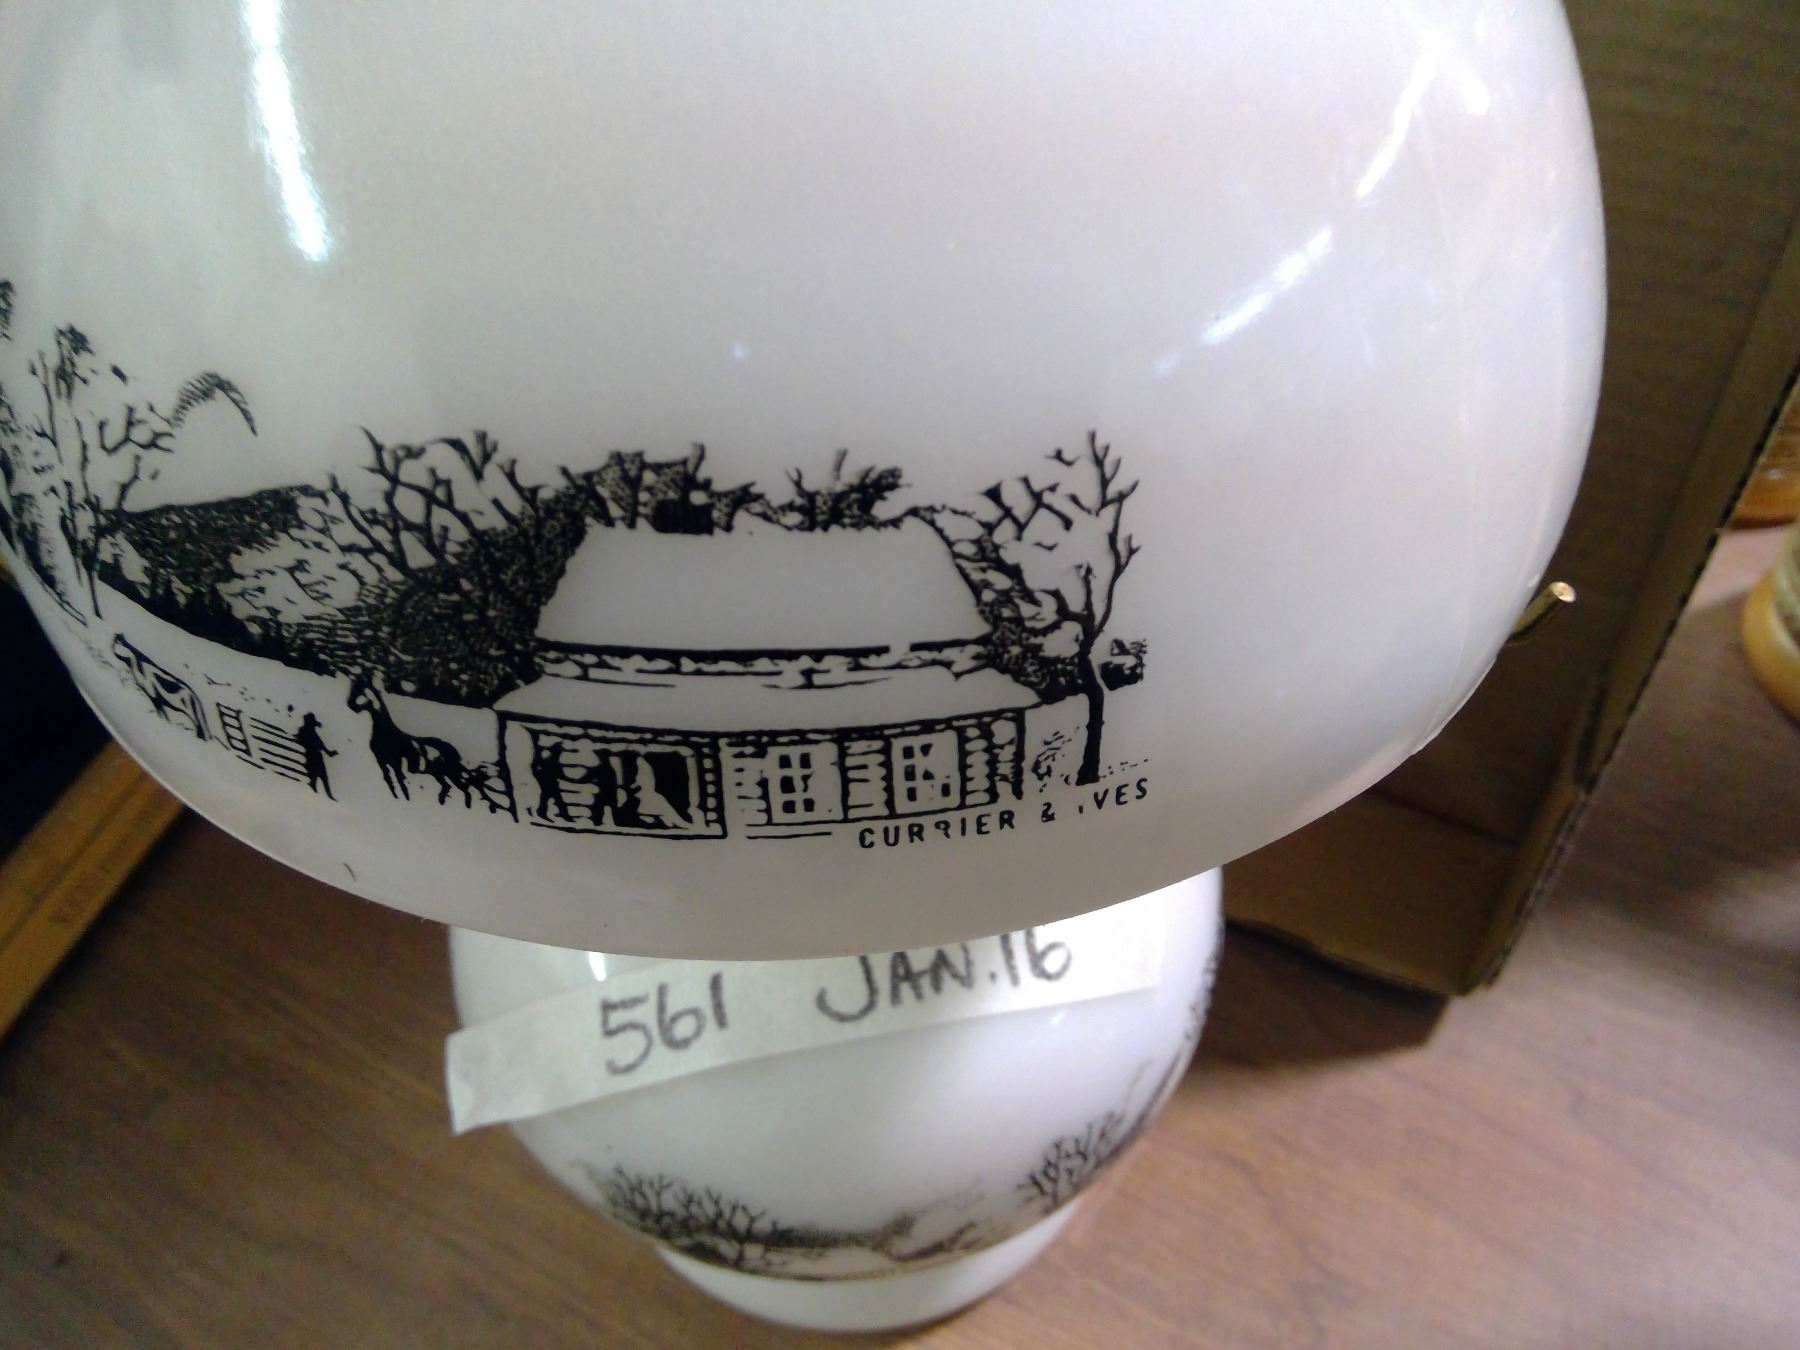 CURRIER & IVES
561 JAN.16